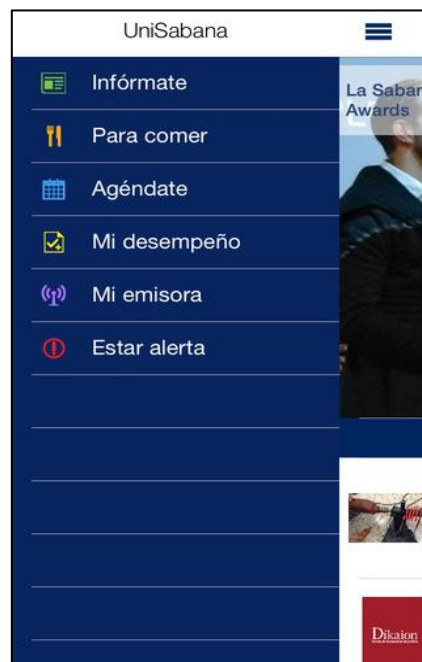 UniSabana
Infórmate
Para comer
Agéndate
Mi desempeño
Mi emisora
Estar alerta
La Sabar
Awards
Dikaion